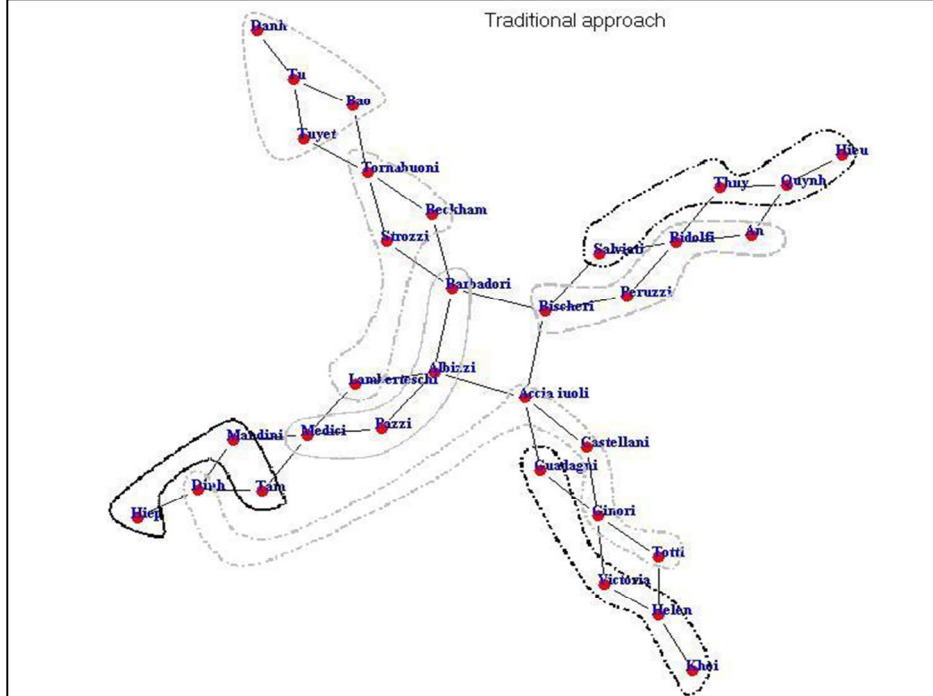 Traditional approach
Danh
Tu
Bao
Tuyet
Tornabuoni
Beckham
Strozzi
Hieu
Thuy
Quynh
An
Ridolfi
Salviati
Peruzzi
Barbadori
Bischeri
Albizzi
Lamberteschi
Acciaiuoli
Pazzi
Medici
Mandini
Castellani
Guadagni
Dinh
Tam
Hiep
Ginori
Totti
Victoria
Helen
Khoi